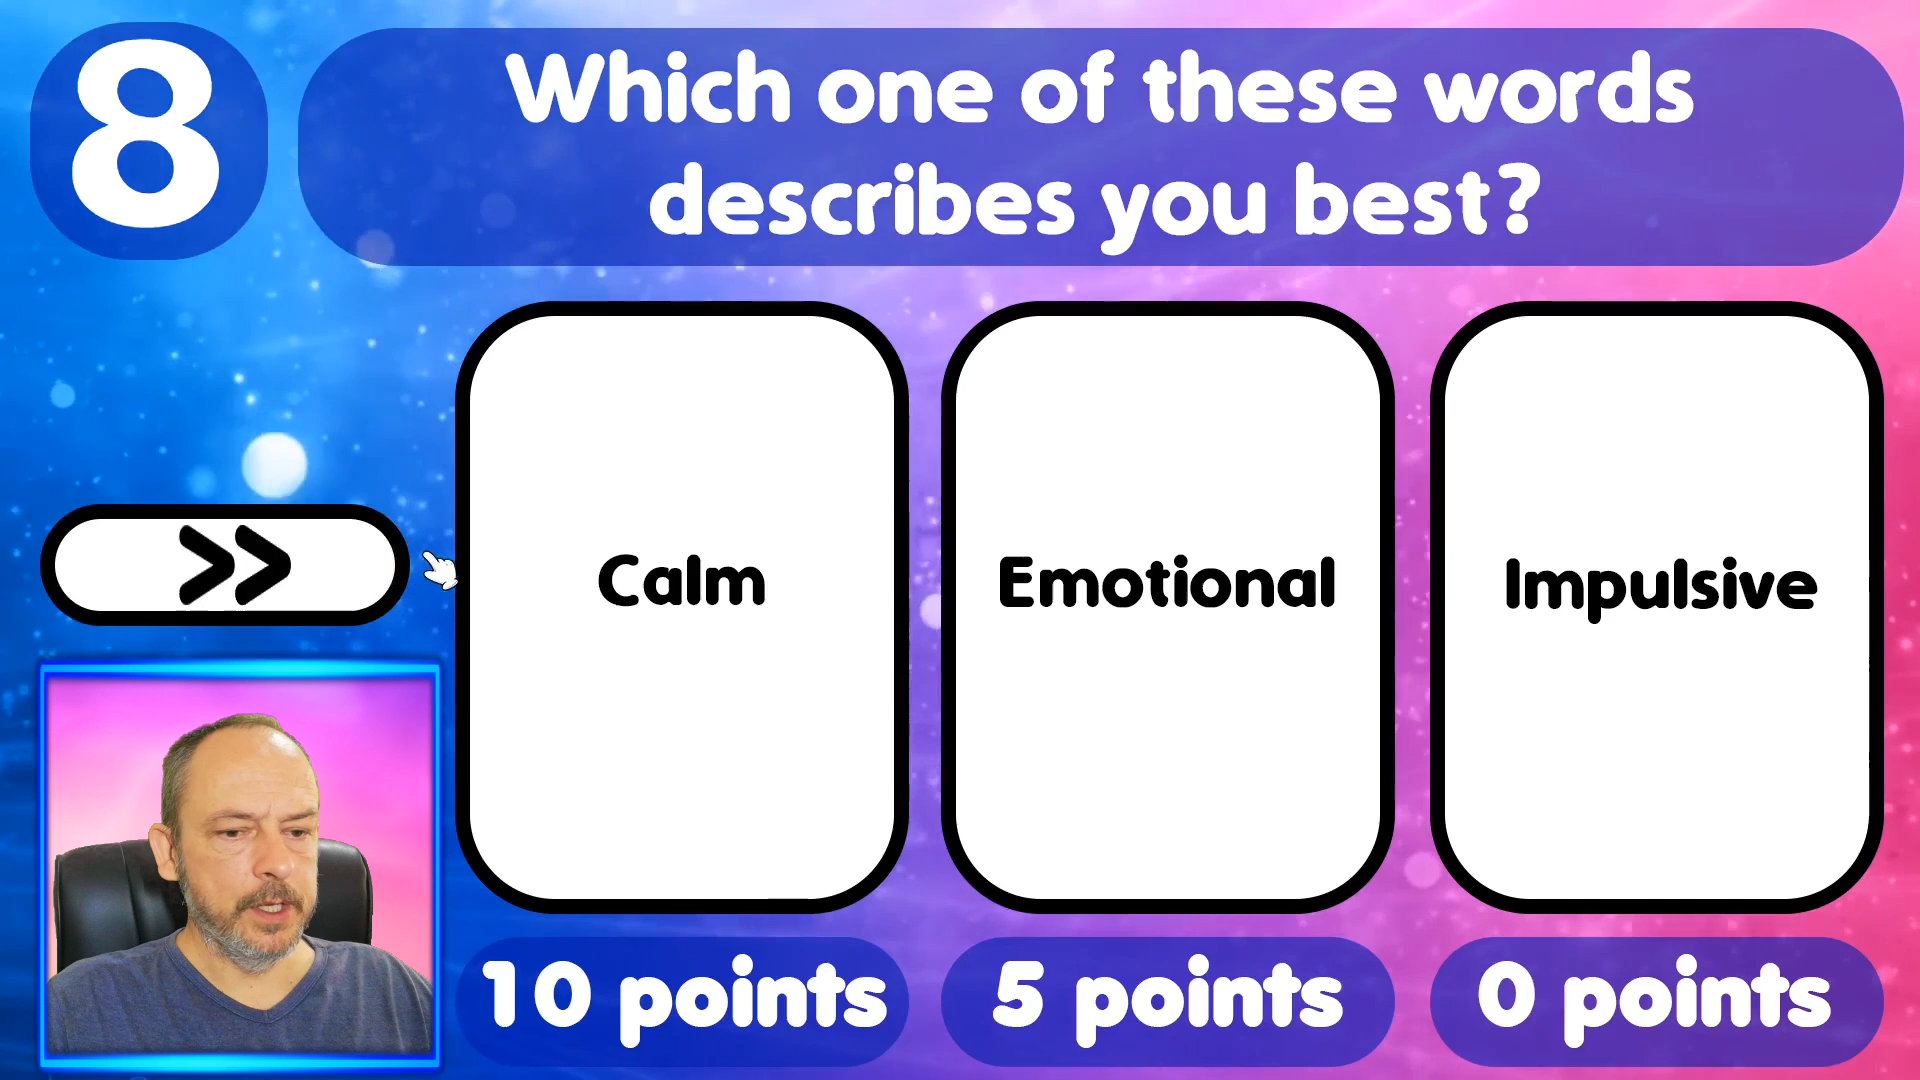 8
Which one of these words
describes you best?
>>
Calm
Emotional
Impulsive
10 points
5 points
0 points